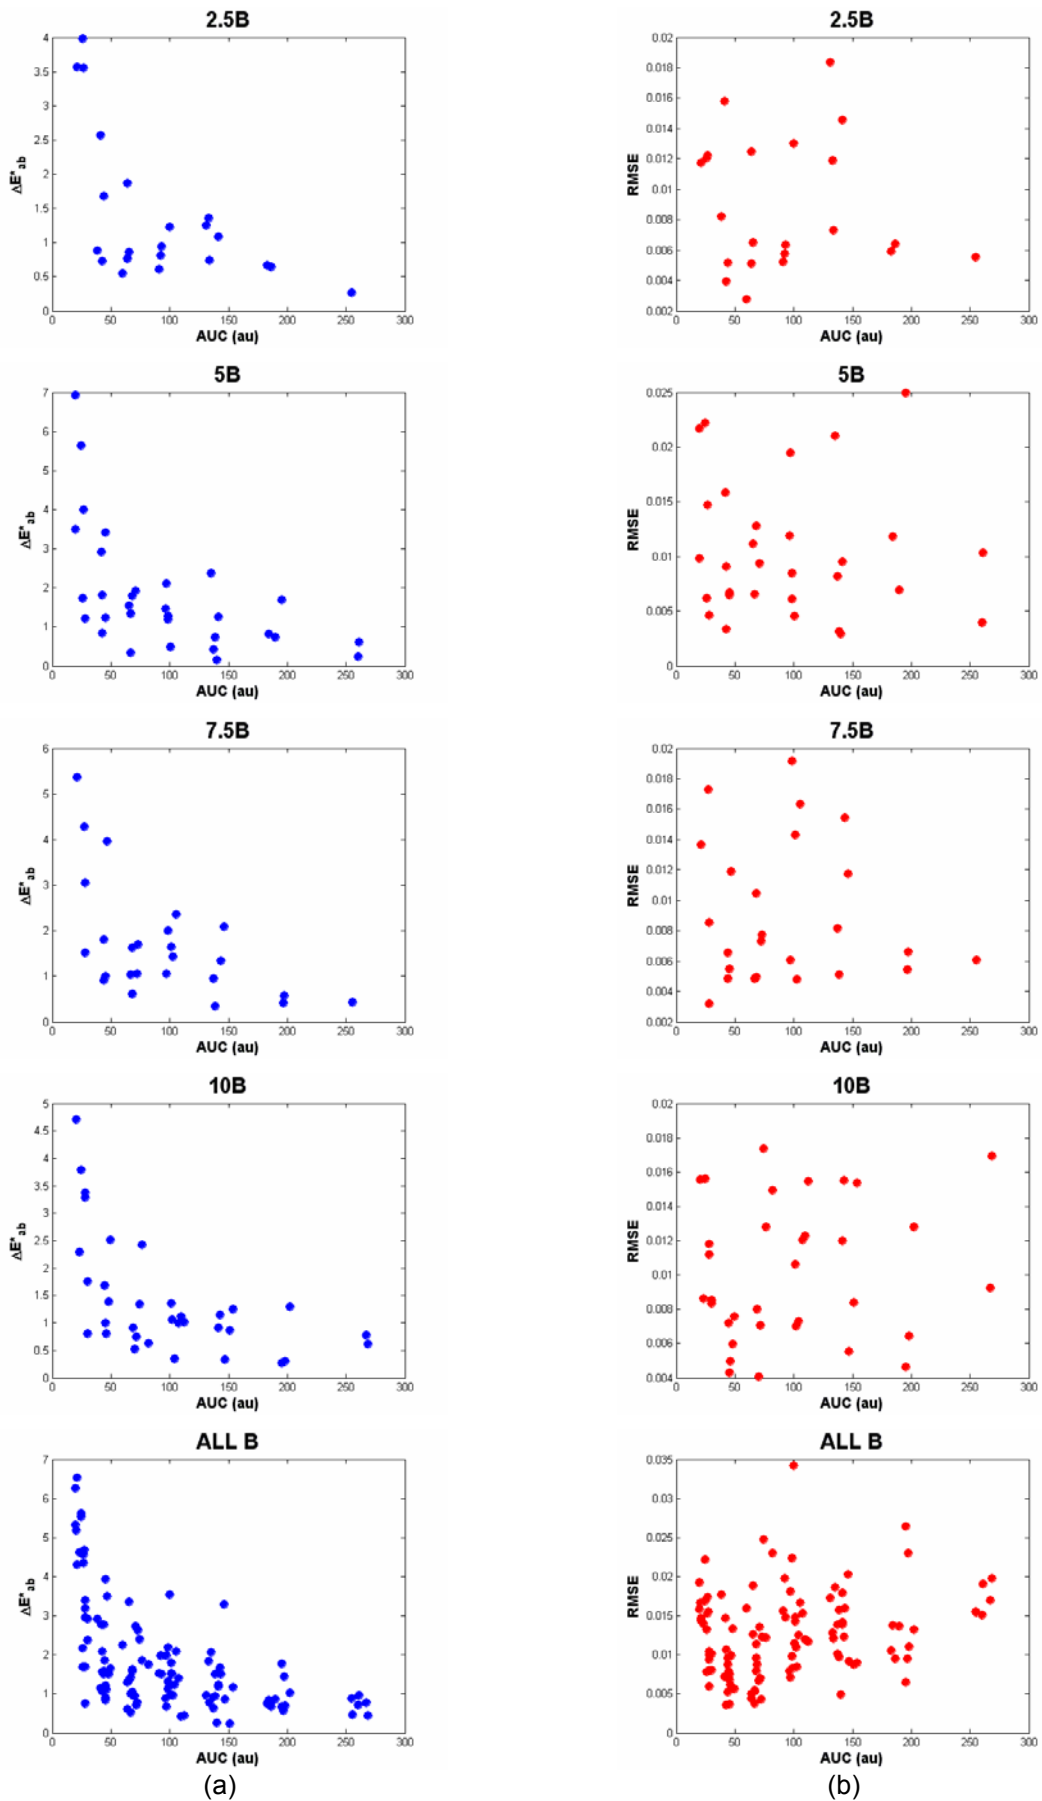 2.5B
4
3.5
3
2.5
2
1.5
1
0.5
0
ΔE*ab
0 50 100 150 200 250 300
AUC (au)
2.5B
0.02
0.018
0.016
0.014
0.012
0.01
0.008
0.006
0.004
0.002
RMSE
0 50 100 150 200 250 300
AUC (au)
5B
7
6
5
4
3
2
1
0
ΔE*ab
0 50 100 150 200 250 300
AUC (au)
5B
0.025
0.02
0.015
0.01
0.005
0
RMSE
0 50 100 150 200 250 300
AUC (au)
7.5B
6
5
4
3
2
1
0
ΔE*ab
0 50 100 150 200 250 300
AUC (au)
7.5B
0.02
0.018
0.016
0.014
0.012
0.01
0.008
0.006
0.004
0.002
RMSE
0 50 100 150 200 250 300
AUC (au)
10B
5
4.5
4
3.5
3
2.5
2
1.5
1
0.5
0
ΔE*ab
0 50 100 150 200 250 300
AUC (au)
10B
0.02
0.018
0.016
0.014
0.012
0.01
0.008
0.006
0.004
RMSE
0 50 100 150 200 250 300
AUC (au)
ALL B
7
6
5
4
3
2
1
0
ΔE*ab
0 50 100 150 200 250 300
AUC (au)
(a)
ALL B
0.035
0.03
0.025
0.02
0.015
0.01
0.005
0
RMSE
0 50 100 150 200 250 300
AUC (au)
(b)